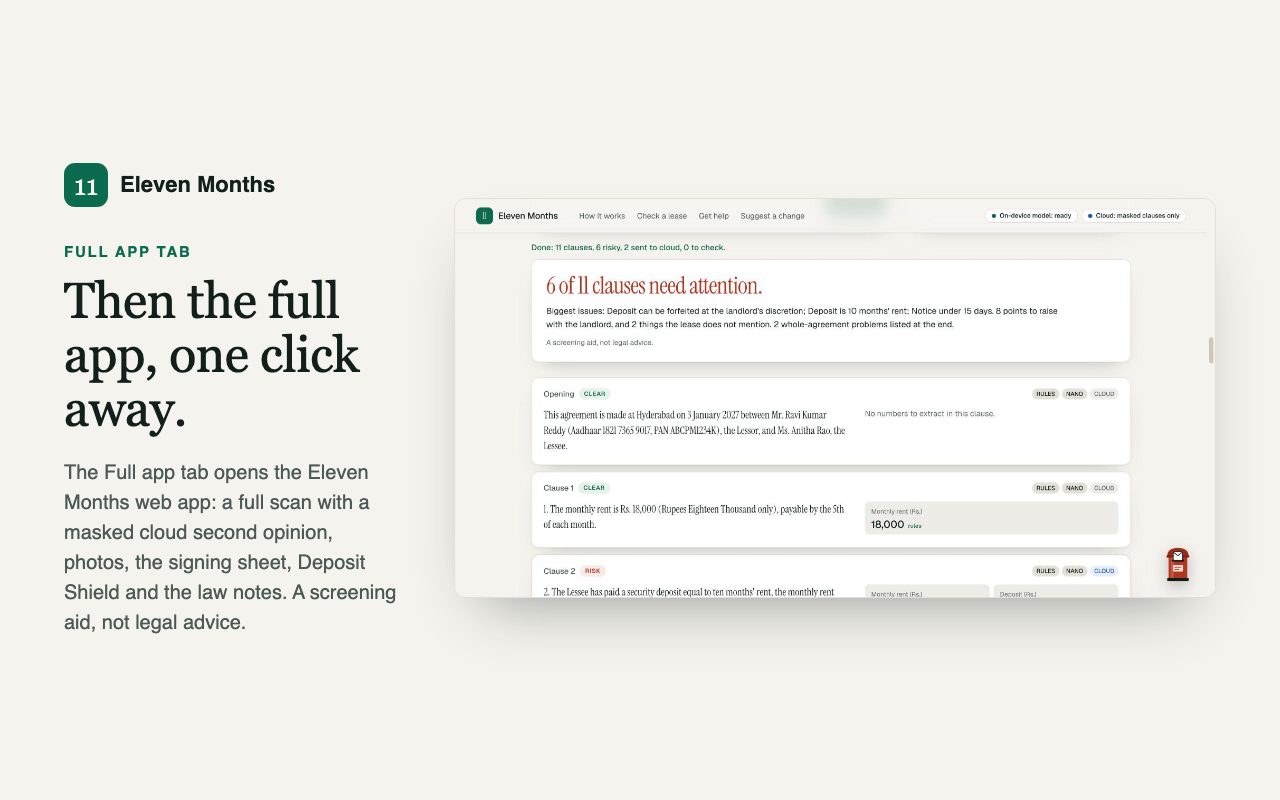 11 Eleven Months
FULL APP TAB
Then the full
app, one click
away.
The Full app tab opens the Eleven
Months web app: a full scan with a
masked cloud second opinion,
photos, the signing sheet, Deposit
Shield and the law notes. A screening
aid, not legal advice.
11 Eleven Months How it works Check a lease Get help Suggest a change On-device model: ready Cloud: masked clauses only
Done: 11 clauses, 6 risky, 2 sent to cloud, 0 to check.
6 of 11 clauses need attention.
Biggest issues: Deposit can be forfeited at the landlord's discretion; Deposit is 10 months' rent; Notice under 15 days. 8 points to raise
with the landlord, and 2 things the lease does not mention. 2 whole-agreement problems listed at the end.
A screening aid, not legal advice.
Opening CLEAR RULES NANO CLOUD
This agreement is made at Hyderabad on 3 January 2027 between Mr. Ravi Kumar
Reddy (Aadhaar 1821 7365 9017, PAN ABCPM1234K), the Lessor, and Ms. Anitha Rao, the
Lessee.
No numbers to extract in this clause.
Clause 1 CLEAR RULES NANO CLOUD
1. The monthly rent is Rs. 18,000 (Rupees Eighteen Thousand only), payable by the 5th
of each month.
Monthly rent (Rs.)
18,000 rules
Clause 2 RISK RULES NANO CLOUD
2. The Lessee has paid a security deposit equal to ten months' rent, the monthly rent
Monthly rent (Rs.) Deposit (Rs.)